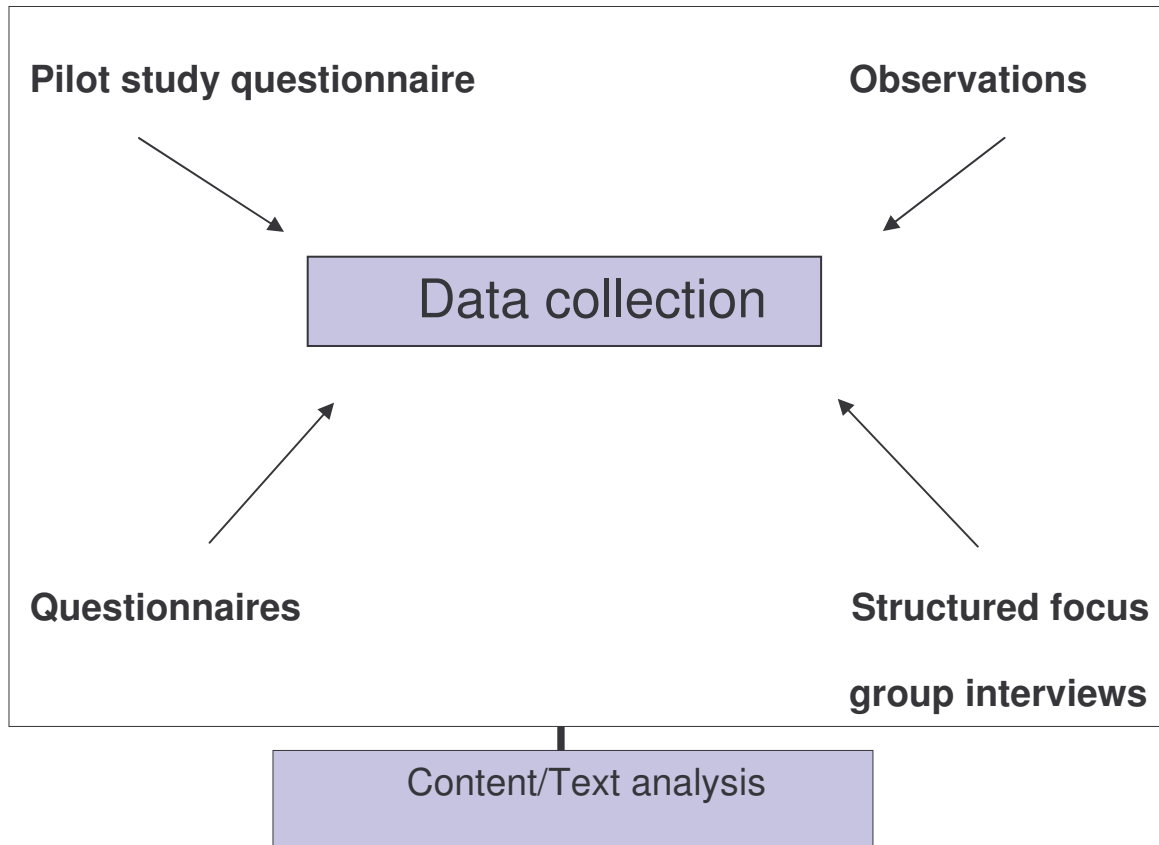 Pilot study questionnaire
Observations
Data collection
Questionnaires
Structured focus
group interviews
Content/Text analysis